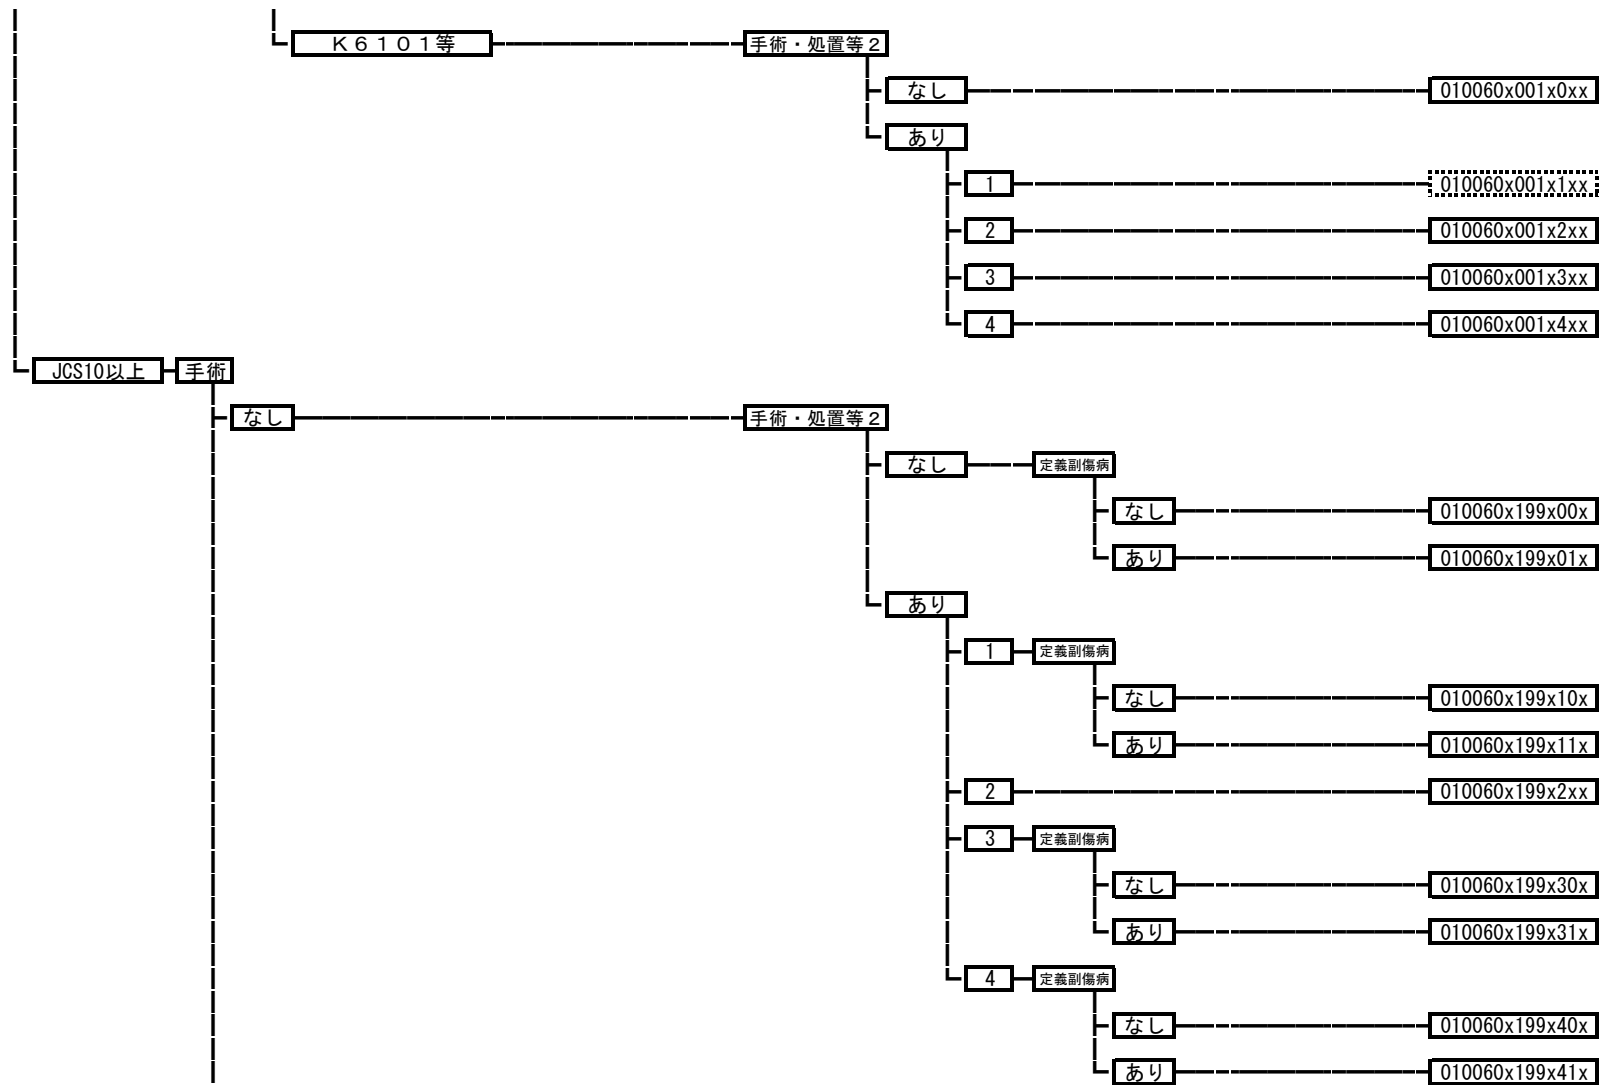 Ｋ６１０１等 手術・処置等２
なし 010060x001x0xx
あり
1 010060x001x1xx
2 010060x001x2xx
3 010060x001x3xx
4 010060x001x4xx
JCS10以上 手術
なし 手術・処置等２
なし 定義副傷病
なし 010060x199x00x
あり 010060x199x01x
あり
1 定義副傷病
なし 010060x199x10x
あり 010060x199x11x
2 010060x199x2xx
3 定義副傷病
なし 010060x199x30x
あり 010060x199x31x
4 定義副傷病
なし 010060x199x40x
あり 010060x199x41x